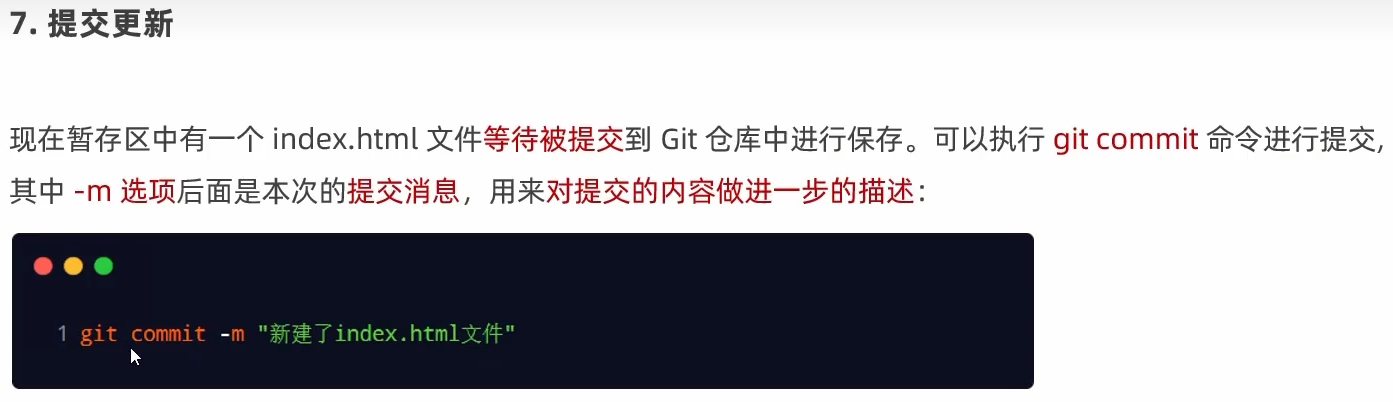 7. 提交更新
现在暂存区中有一个 index.html 文件等待被提交到 Git 仓库中进行保存。可以执行 git commit 命令进行提交,
其中 -m 选项后面是本次的提交消息，用来对提交的内容做进一步的描述：
1 git commit -m "新建了index.html文件"